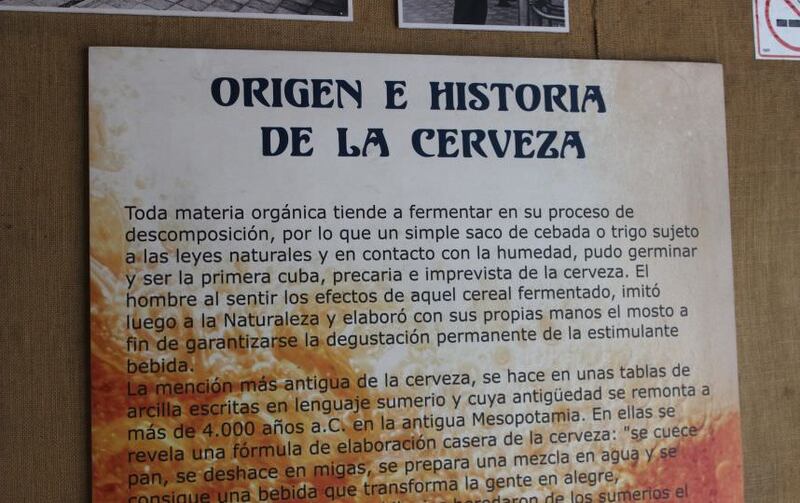 ORIGEN E HISTORIA
DE LA CERVEZA
Toda materia orgánica tiende a fermentar en su proceso de
descomposición, por lo que un simple saco de cebada o trigo sujeto
a las leyes naturales y en contacto con la humedad, pudo germinar
y ser la primera cuba, precaria e imprevista de la cerveza. El
hombre al sentir los efectos de aquel cereal fermentado, imitó
luego a la Naturaleza y elaboró con sus propias manos el mosto a
fin de garantizarse la degustación permanente de la estimulante
bebida.
La mención más antigua de la cerveza, se hace en unas tablas de
arcilla escritas en lenguaje sumerio y cuya antigüedad se remonta a
más de 4.000 años a.C. en la antigua Mesopotamia. En ellas se
revela una fórmula de elaboración casera de la cerveza: "se cuece
pan, se deshace en migas, se prepara una mezcla en agua y se
consigue una bebida que transforma la gente en alegre,
heredaron de los sumerios el